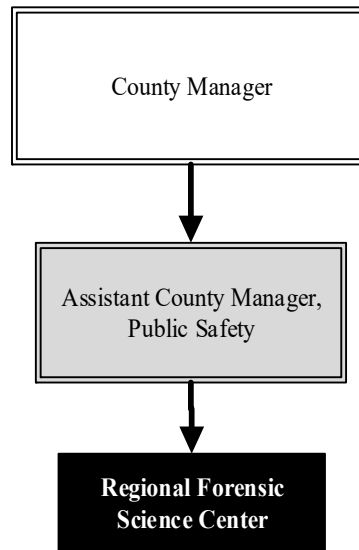 County Manager
Assistant County Manager,
Public Safety
Regional Forensic
Science Center